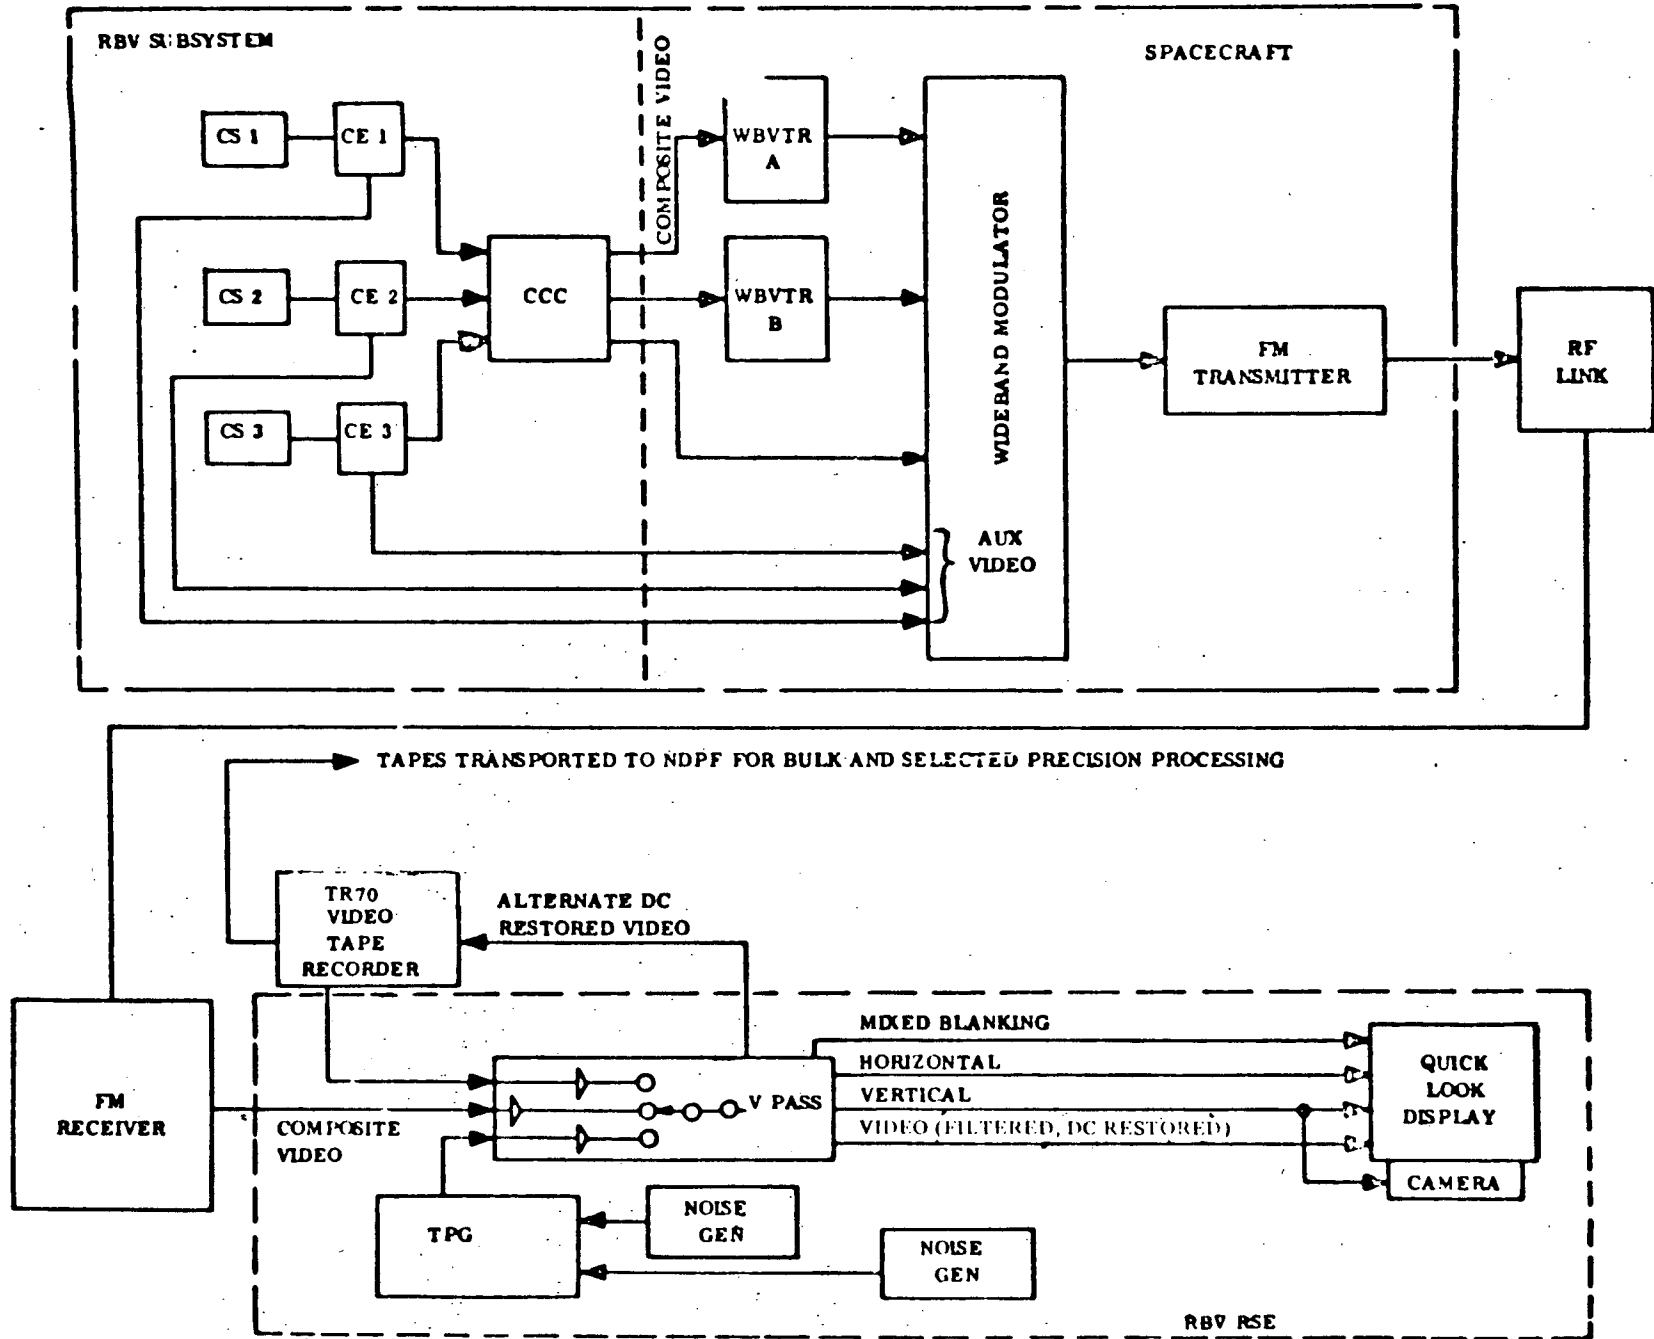 RBV SUBSYSTEM
SPACECRAFT
COMPOSITE VIDEO
CS 1
CE 1
WBVTR
A
CS 2
CE 2
CCC
WBVTR
B
WIDEBAND MODULATOR
FM
TRANSMITTER
RF
LINK
CS 3
CE 3
AUX
VIDEO
TAPES TRANSPORTED TO NDPF FOR BULK AND SELECTED PRECISION PROCESSING
TR70
VIDEO
TAPE
RECORDER
ALTERNATE DC
RESTORED VIDEO
FM
RECEIVER
COMPOSITE
VIDEO
V PASS
MIXED BLANKING
HORIZONTAL
VERTICAL
VIDEO (FILTERED, DC RESTORED)
QUICK
LOOK
DISPLAY
CAMERA
TPG
NOISE
GEN
NOISE
GEN
RBV RSE